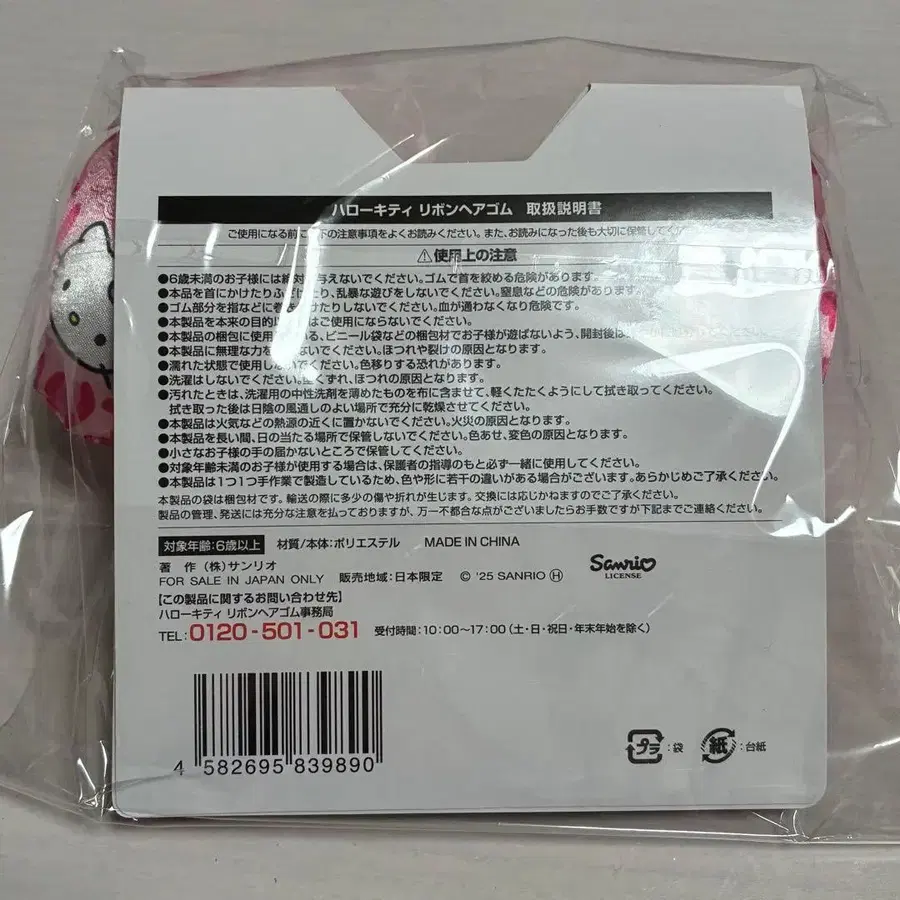 ハローキティ リボンヘアゴム 取扱説明書
ご使用になる前に 下の注意事項をよくお読みください。また、お読みになった後も大切に保管してく
⚠使用上の注意
●6歳未満のお子様には絶対 与えないでください。ゴムで首を絞める危険があります。
●本品を首にかけたりふ たり、乱暴な遊びをしないでください。窒息などの危険があります。
●ゴム部分を指などに巻き けたりしないでください。血が通わなくなり危険です。
●本製品を本来の目的以 はご使用にならないでください。
●本製品の梱包に使用 る、ビニール袋などの梱包材でお子様が遊ばないよう、開封後は
●本製品に無理な力を ないでください。ほつれや裂けの原因となります。
●濡れた状態で使用し いでください。色移りする恐れがあります。
●洗濯はしないでください。 くずれ、ほつれの原因となります。
●汚れたときは、洗濯用の中性洗剤を薄めたものを布に含ませて、軽くたたくようにして拭き取ってください。
拭き取った後は日陰の風通しのよい場所で充分に乾燥させてください。
●本製品は火気などの熱源の近くに置かないでください。火災の原因となります。
●本製品を長い間、日の当たる場所で保管しないでください。色あせ、変色の原因となります。
●小さなお子様の手の届かないところで保管してください。
●対象年齢未満のお子様が使用する場合は、保護者の指導のもと必ず一緒に使用してください。
●本製品は1つ1つ手作業で製造しているため、色や形に若干の違いがある場合がございます。あらかじめご了承ください。
本製品の袋は梱包材です。輸送の際に多少の傷や折れが生じます。交換には応じかねますのでご了承ください。
製品の管理、発送には充分な注意を払っておりますが、万一不都合な点がございましたらお手数ですが下記までご連絡ください。
対象年齢:6歳以上 材質/本体:ポリエステル MADE IN CHINA
著 作 (株)サンリオ
FOR SALE IN JAPAN ONLY 販売地域:日本限定 © '25 SANRIO Ⓗ
Sanrio
LICENSE
【この製品に関するお問い合わせ先】
ハローキティ リボンヘアゴム事務局
TEL:0120-501-031 受付時間:10:00〜17:00(土・日・祝日・年末年始を除く)
4 582695 839890
プラ :袋 紙 :台紙